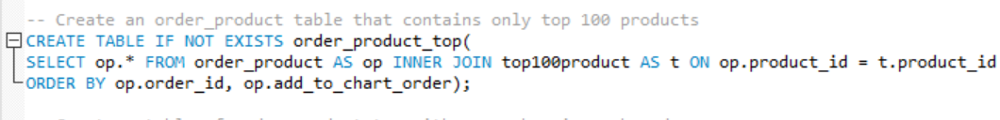 -- Create an order_product table that contains only top 100 products
CREATE TABLE IF NOT EXISTS order_product_top(
SELECT op.* FROM order_product AS op INNER JOIN top100product AS t ON op.product_id = t.product_id
ORDER BY op.order_id, op.add_to_chart_order);